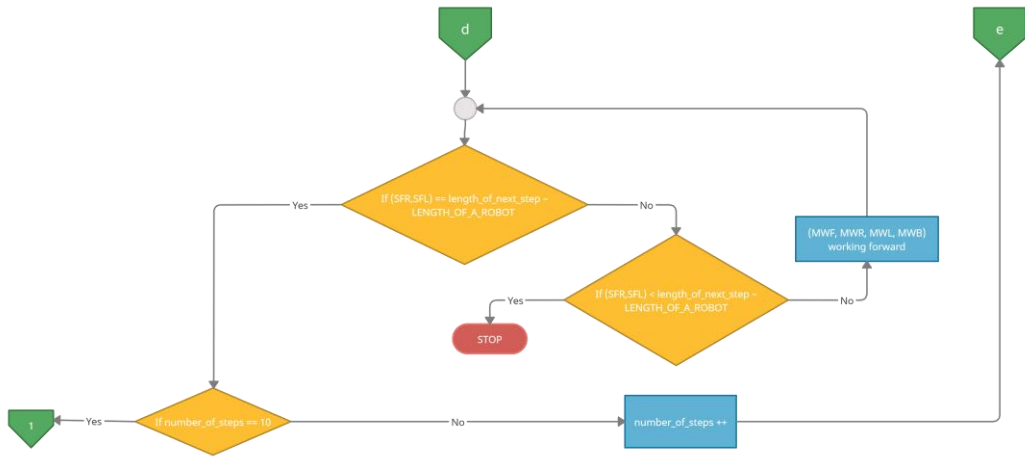 d
e
If (SFR,SFL) == length_of_next_step –
LENGTH_OF_A_ROBOT
Yes
No
(MWF, MWR, MWL, MWB)
working forward
If (SFR,SFL) < length_of_next_step –
LENGTH_OF_A_ROBOT
Yes
No
STOP
1
Yes
If number_of_steps == 10
No
number_of_steps ++